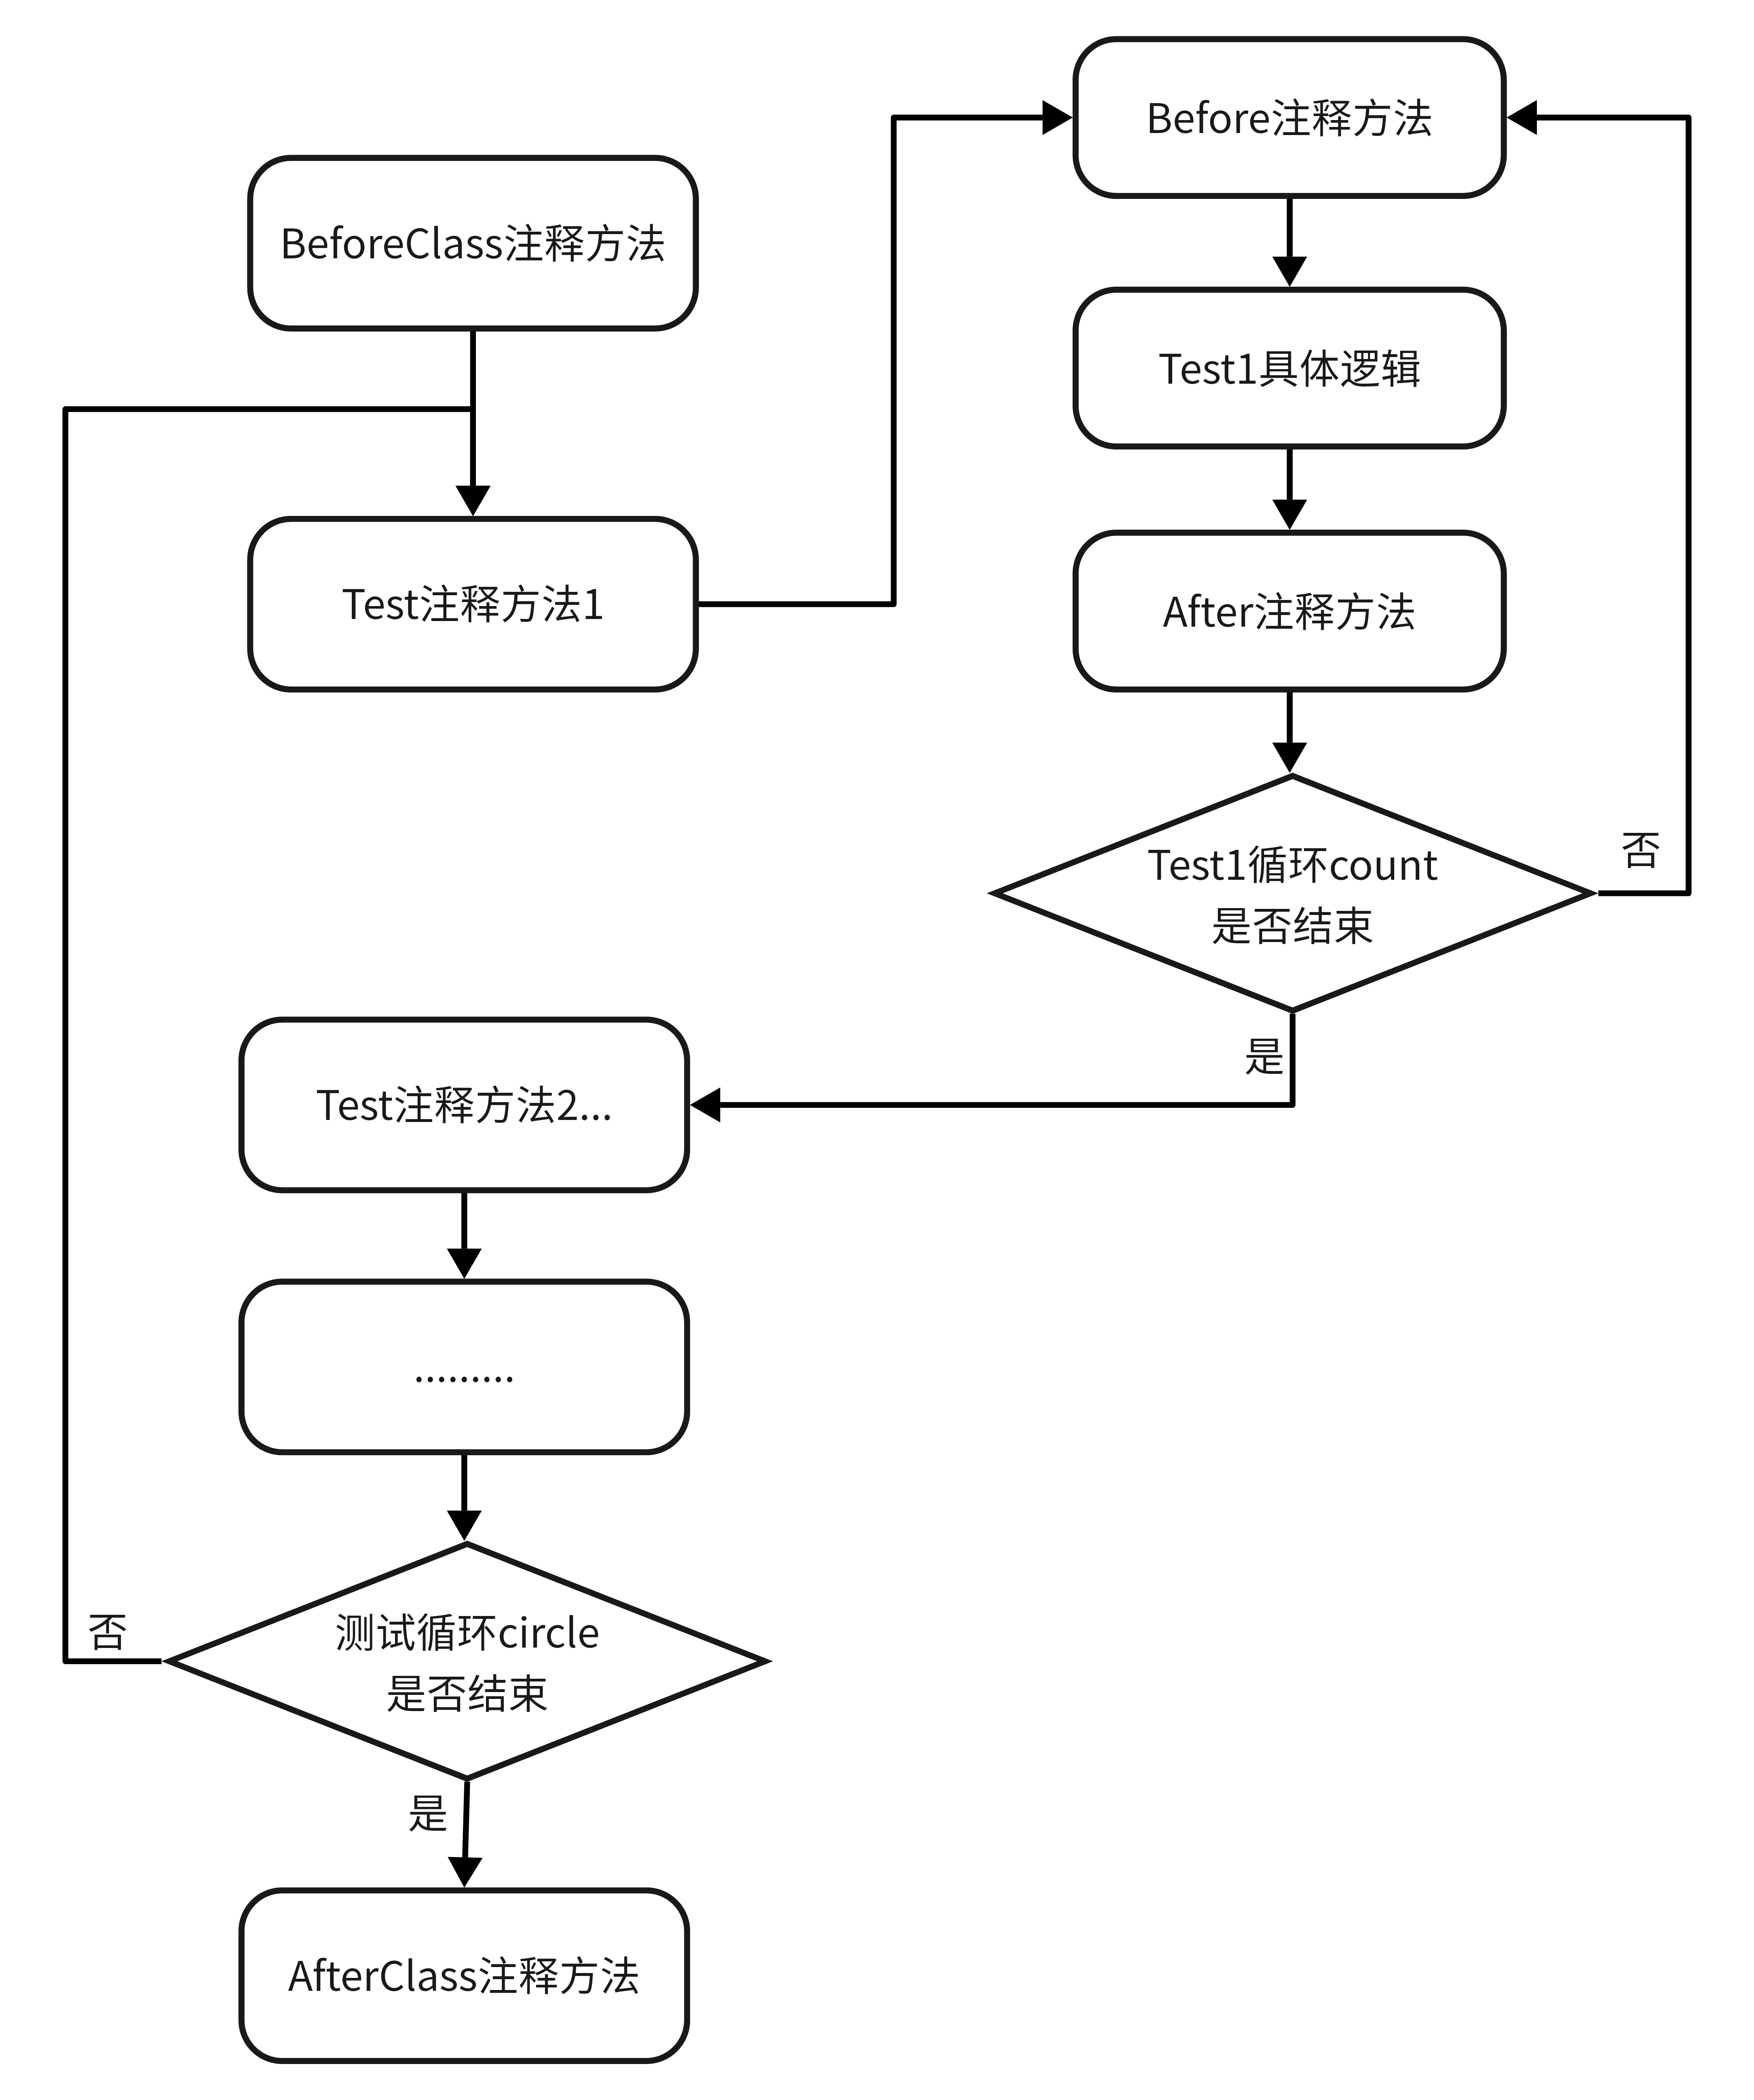 BeforeClass注释方法
Test注释方法1
Before注释方法
Test1具体逻辑
After注释方法
Test1循环count
是否结束
否
是
Test注释方法2...
.........
测试循环circle
是否结束
否
是
AfterClass注释方法